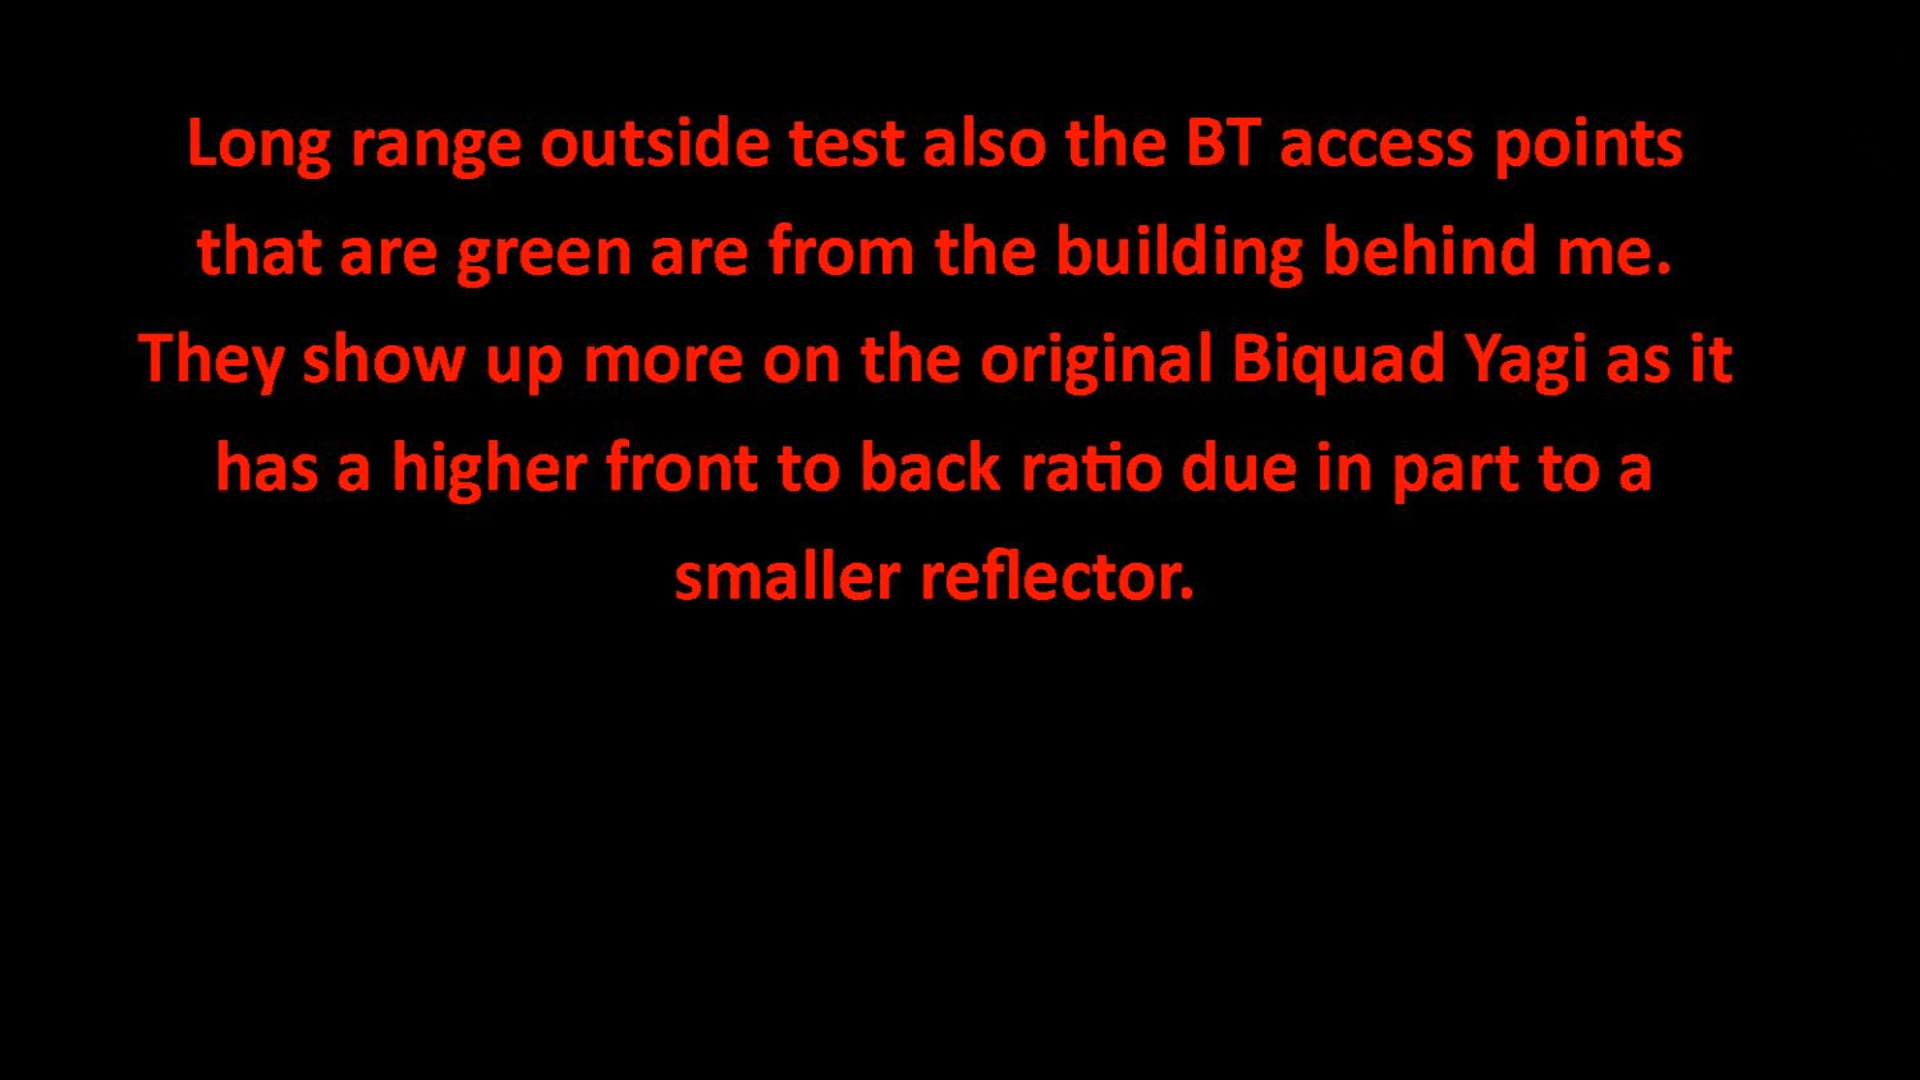 Long range outside test also the BT access points
that are green are from the building behind me.
They show up more on the original Biquad Yagi as it
has a higher front to back ratio due in part to a
smaller reflector.